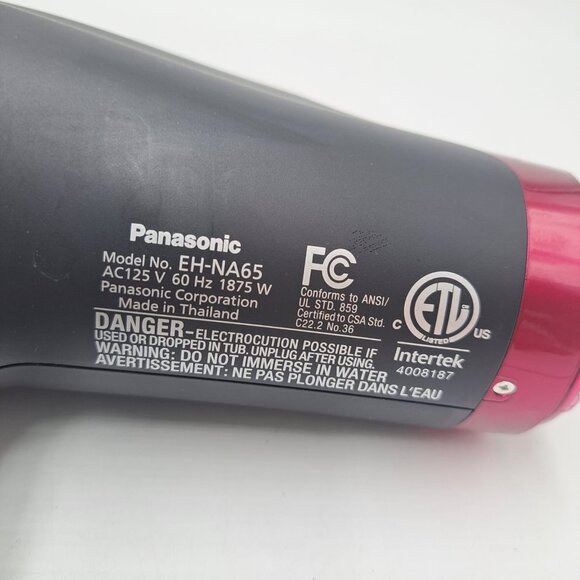 Panasonic
Model No. EH-NA65
AC125 V 60 Hz 1875 W
Panasonic Corporation
Made in Thailand
FC
Conforms to ANSI/
UL STD. 859
Certified to CSA Std.
C22.2 No.36
C ETL US
LISTED
Intertek
4008187
DANGER-ELECTROCUTION POSSIBLE IF
USED OR DROPPED IN TUB. UNPLUG AFTER USING.
WARNING: DO NOT IMMERSE IN WATER
AVERTISSEMENT: NE PAS PLONGER DANS L'EAU